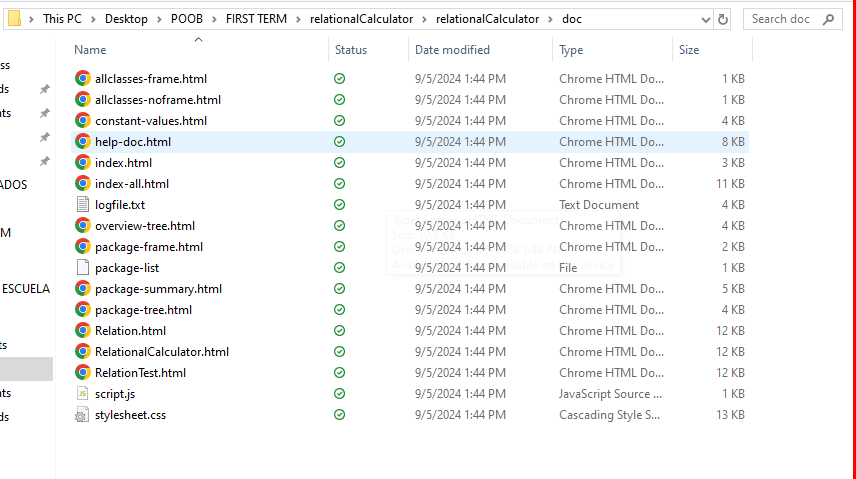 This PC > Desktop > POOB > FIRST TERM > relationalCalculator > relationalCalculator > doc
Search doc
Name Status Date modified Type Size
allclasses-frame.html 9/5/2024 1:44 PM Chrome HTML Do... 1 KB
allclasses-noframe.html 9/5/2024 1:44 PM Chrome HTML Do... 1 KB
constant-values.html 9/5/2024 1:44 PM Chrome HTML Do... 4 KB
help-doc.html 9/5/2024 1:44 PM Chrome HTML Do... 8 KB
index.html 9/5/2024 1:44 PM Chrome HTML Do... 3 KB
index-all.html 9/5/2024 1:44 PM Chrome HTML Do... 11 KB
logfile.txt 9/5/2024 1:44 PM Text Document 4 KB
overview-tree.html 9/5/2024 1:44 PM Chrome HTML Do... 4 KB
package-frame.html 9/5/2024 1:44 PM Chrome HTML Do... 2 KB
package-list 9/5/2024 1:44 PM File 1 KB
package-summary.html 9/5/2024 1:44 PM Chrome HTML Do... 5 KB
package-tree.html 9/5/2024 1:44 PM Chrome HTML Do... 4 KB
Relation.html 9/5/2024 1:44 PM Chrome HTML Do... 12 KB
RelationalCalculator.html 9/5/2024 1:44 PM Chrome HTML Do... 12 KB
RelationTest.html 9/5/2024 1:44 PM Chrome HTML Do... 12 KB
script.js 9/5/2024 1:44 PM JavaScript Source ... 1 KB
stylesheet.css 9/5/2024 1:44 PM Cascading Style S... 13 KB
ss
ds
nts
ADOS
M
ESCUELA
ts
nts
ds